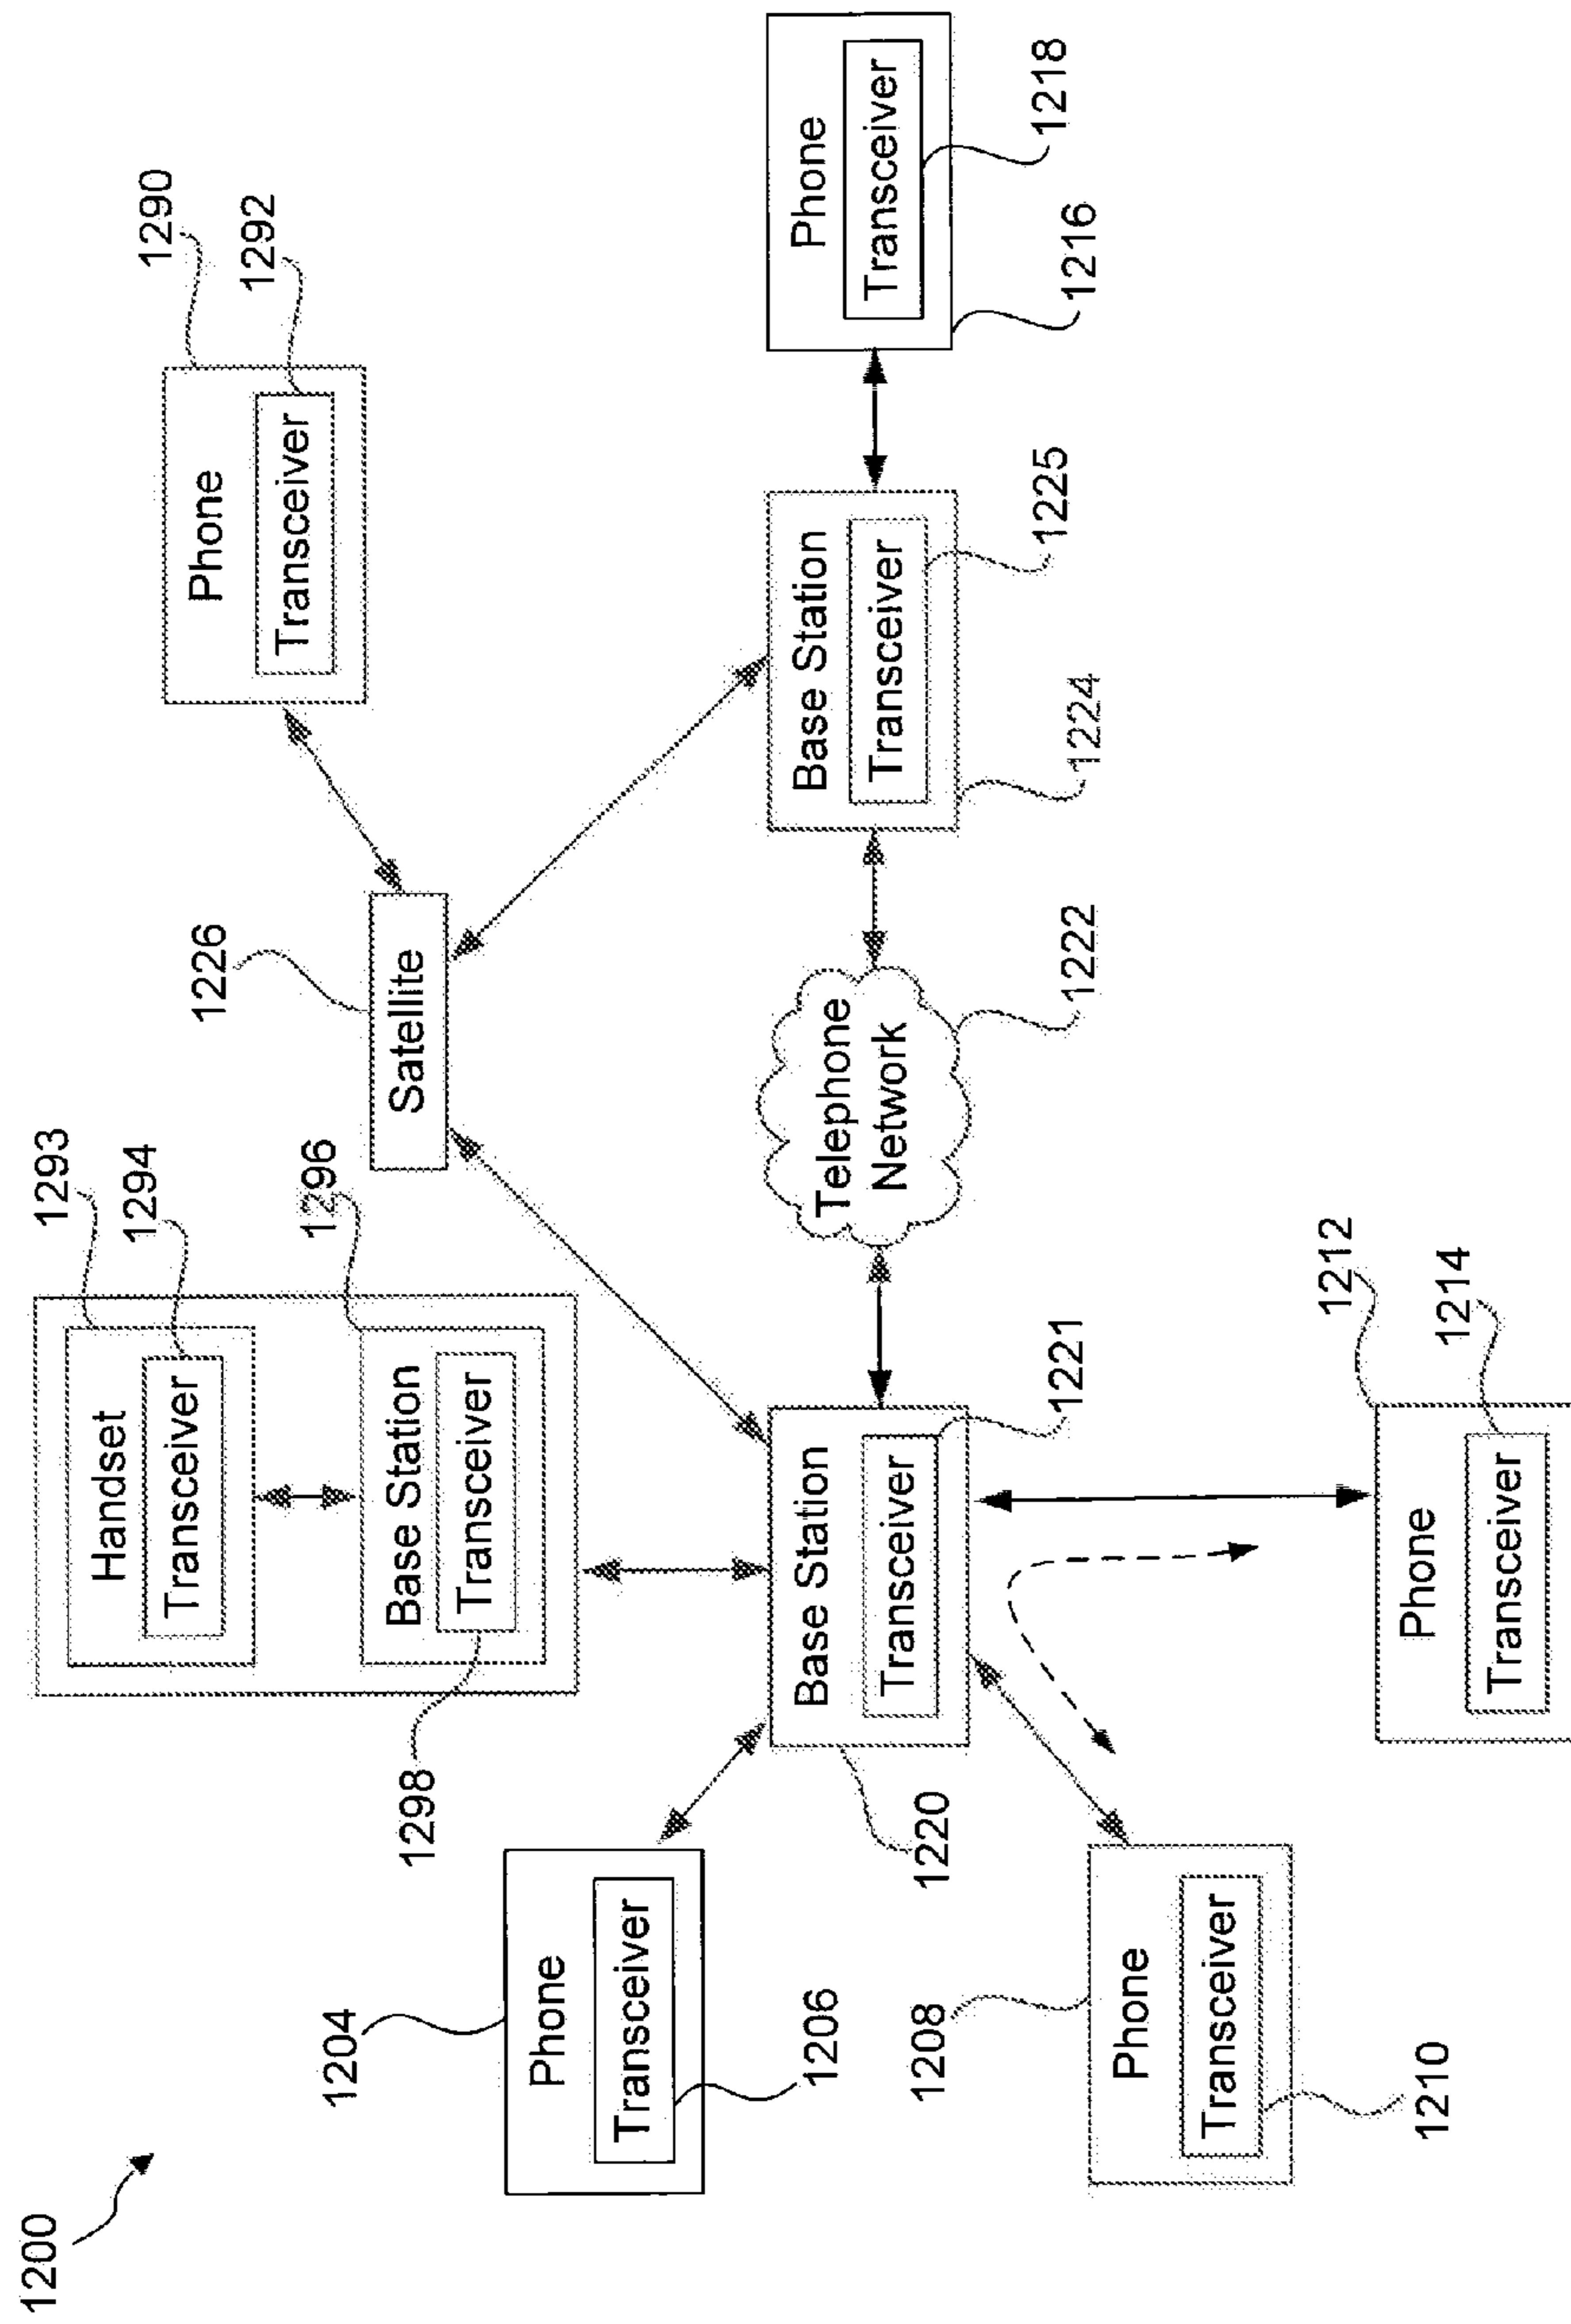 1200
1293
1294
Handset
Transceiver
1296
Base Station
Transceiver
1298
1226
Satellite
1290
1292
Phone
Transceiver
1204
Phone
Transceiver
1206
Base Station
Transceiver
1220
1221
Telephone
Network
1222
Base Station
Transceiver
1224
1225
Phone
Transceiver
1216
1218
1208
Phone
Transceiver
1210
1212
1214
Phone
Transceiver